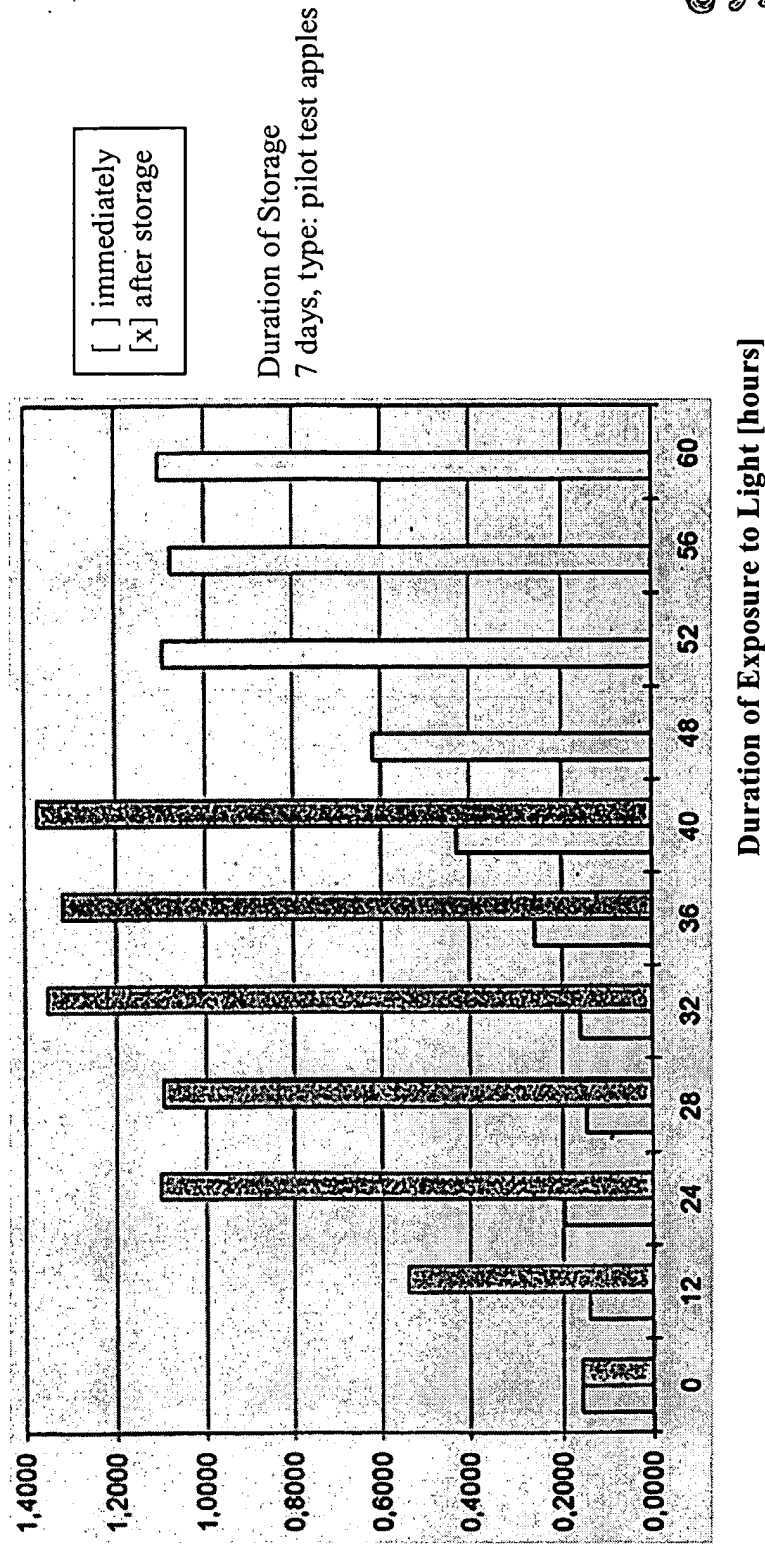 1,4000
1,2000
1,0000
0,8000
0,6000
0,4000
0,2000
0,0000
0 12 24 28 32 36 40 48 52 56 60
Duration of Exposure to Light [hours]
[ ] immediately
[x] after storage
Duration of Storage
7 days, type: pilot test apples